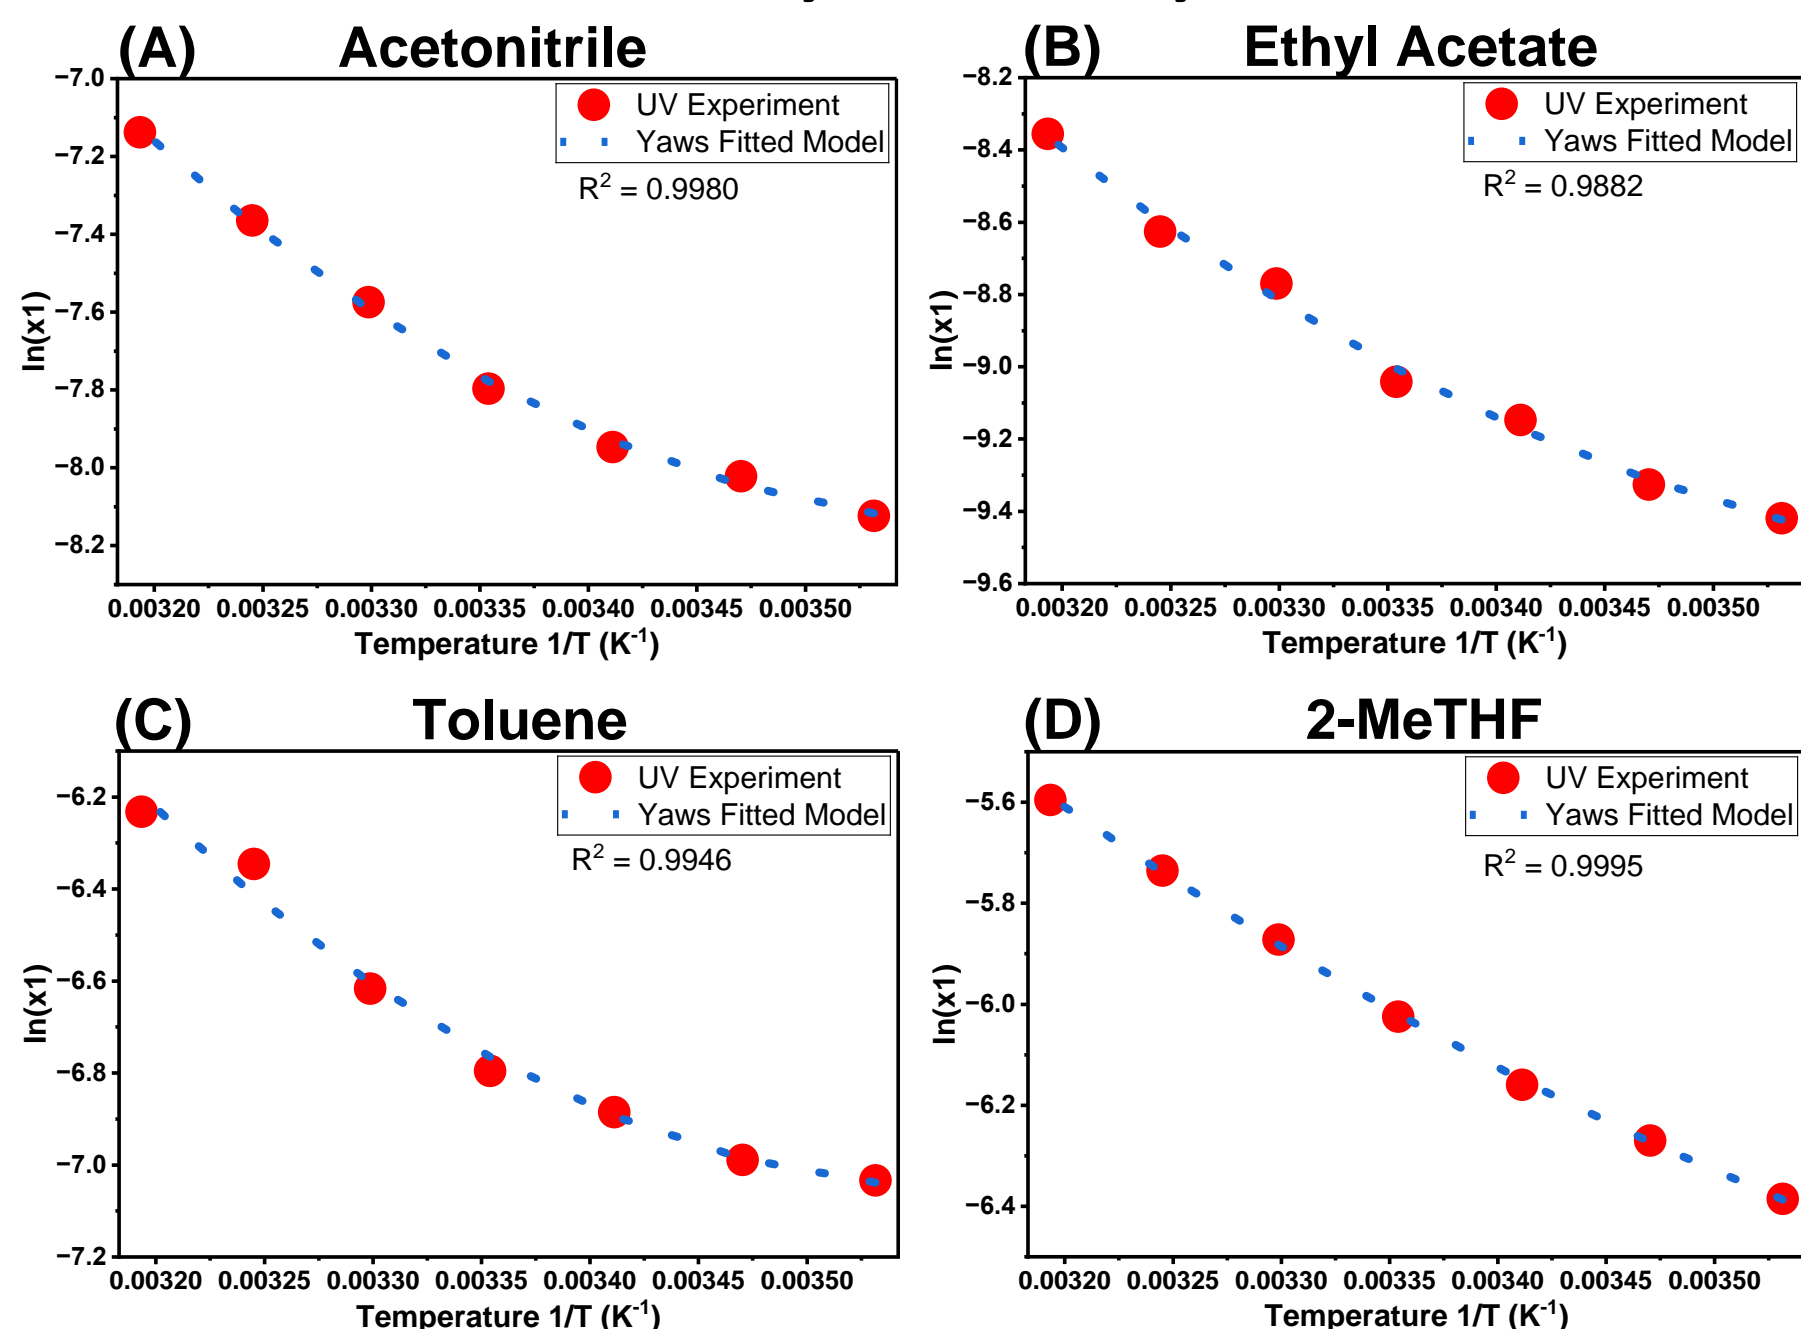 (A) Acetonitrile
−7.0
−7.2
−7.4
−7.6
−7.8
−8.0
−8.2
ln(x1)
UV Experiment
Yaws Fitted Model
R² = 0.9980
0.00320 0.00325 0.00330 0.00335 0.00340 0.00345 0.00350
Temperature 1/T (K⁻¹)
(B) Ethyl Acetate
−8.2
−8.4
−8.6
−8.8
−9.0
−9.2
−9.4
−9.6
ln(x1)
UV Experiment
Yaws Fitted Model
R² = 0.9882
0.00320 0.00325 0.00330 0.00335 0.00340 0.00345 0.00350
Temperature 1/T (K⁻¹)
(C) Toluene
−6.2
−6.4
−6.6
−6.8
−7.0
−7.2
ln(x1)
UV Experiment
Yaws Fitted Model
R² = 0.9946
0.00320 0.00325 0.00330 0.00335 0.00340 0.00345 0.00350
Temperature 1/T (K⁻¹)
(D) 2-MeTHF
−5.6
−5.8
−6.0
−6.2
−6.4
ln(x1)
UV Experiment
Yaws Fitted Model
R² = 0.9995
0.00320 0.00325 0.00330 0.00335 0.00340 0.00345 0.00350
Temperature 1/T (K⁻¹)